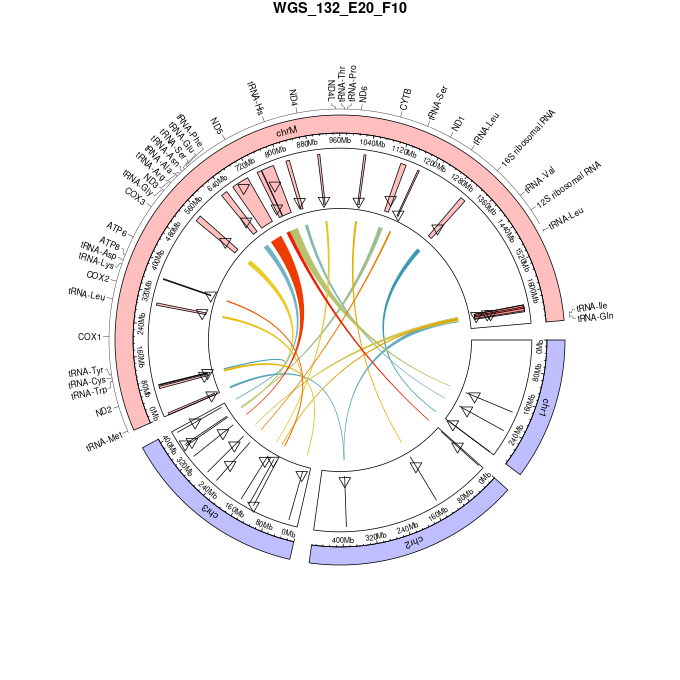 WGS_132_E20_F10
tRNA-Met
ND2
tRNA-Trp
tRNA-Cys
tRNA-Tyr
COX1
tRNA-Leu
COX2
tRNA-Lys
tRNA-Asp
ATP8
ATP6
COX3
tRNA-Gly
ND3
tRNA-Arg
tRNA-Ala
tRNA-Asn
tRNA-Ser
tRNA-Glu
tRNA-Phe
ND5
tRNA-His
ND4
ND4L
tRNA-Thr
tRNA-Pro
ND6
CYTB
tRNA-Ser
ND1
tRNA-Leu
16S ribosomal RNA
tRNA-Val
12S ribosomal RNA
tRNA-Leu
tRNA-Ile
tRNA-Gln
chrM
0Mb
80Mb
160Mb
240Mb
320Mb
400Mb
480Mb
560Mb
640Mb
720Mb
800Mb
880Mb
960Mb
1040Mb
1120Mb
1200Mb
1280Mb
1360Mb
1440Mb
1520Mb
1600Mb
chr1
0Mb
80Mb
160Mb
240Mb
chr2
0Mb
80Mb
160Mb
240Mb
320Mb
400Mb
chr3
0Mb
80Mb
160Mb
240Mb
320Mb
400Mb